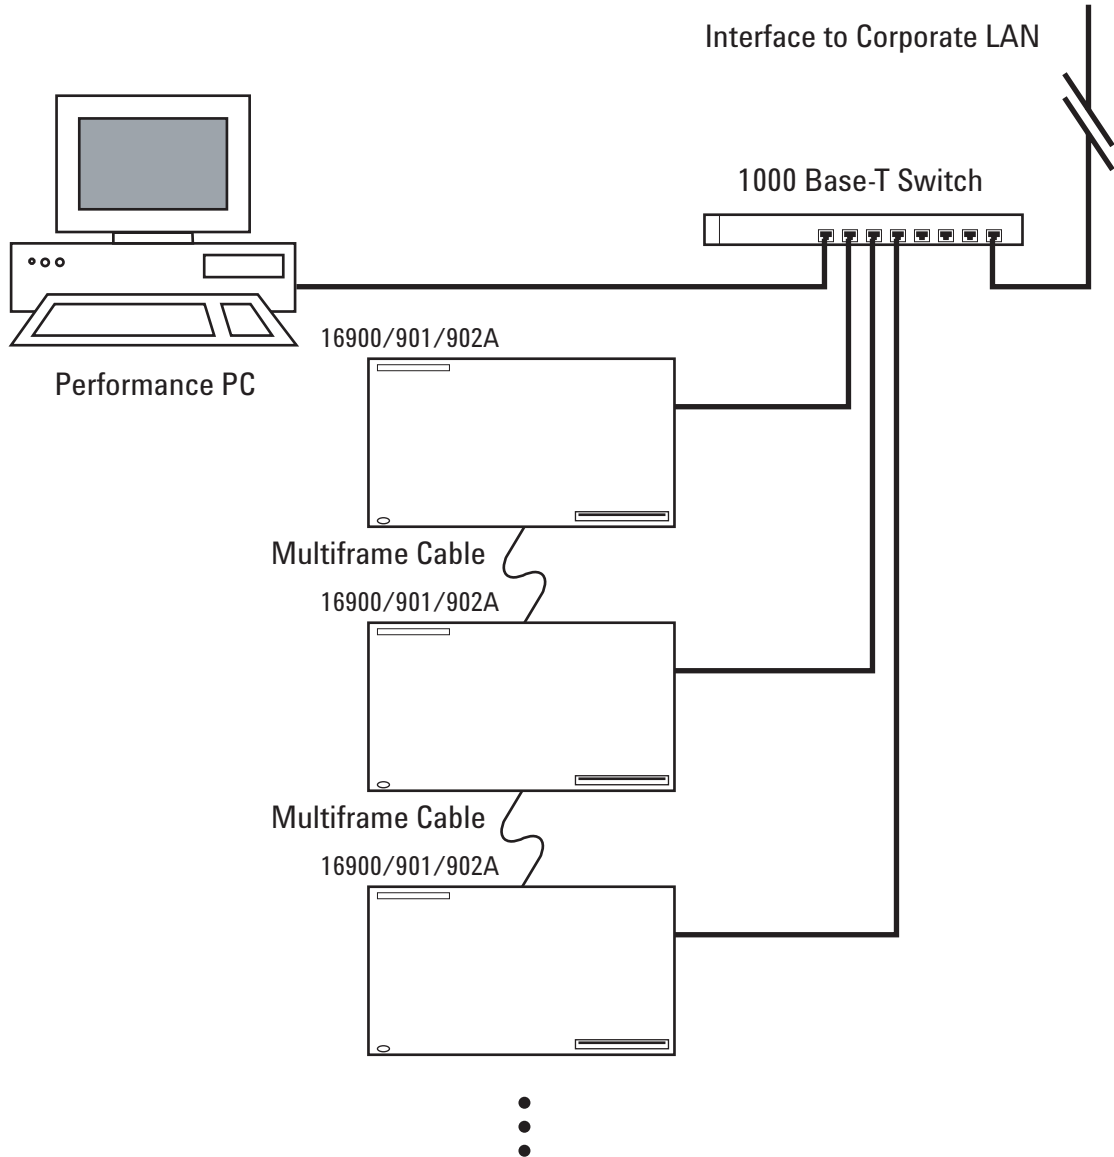 Interface to Corporate LAN
1000 Base-T Switch
16900/901/902A
Performance PC
Multiframe Cable
16900/901/902A
Multiframe Cable
16900/901/902A